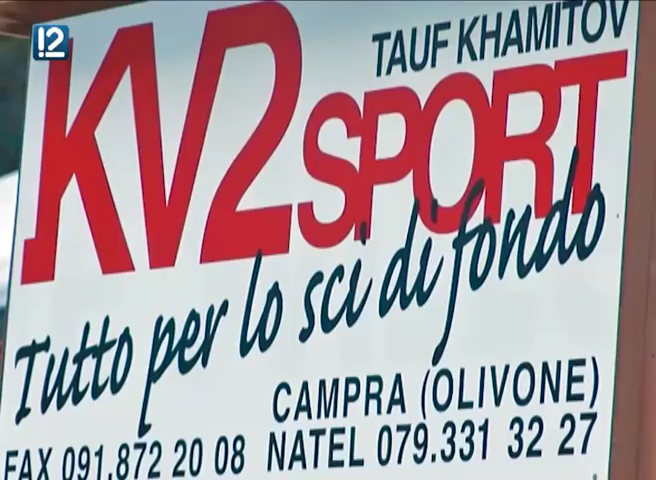 12
TAUF KHAMITOV
KV2 SPORT
Tutto per lo sci di fondo
CAMPRA (OLIVONE)
FAX 091.872 20 08 NATEL 079.331 32 27